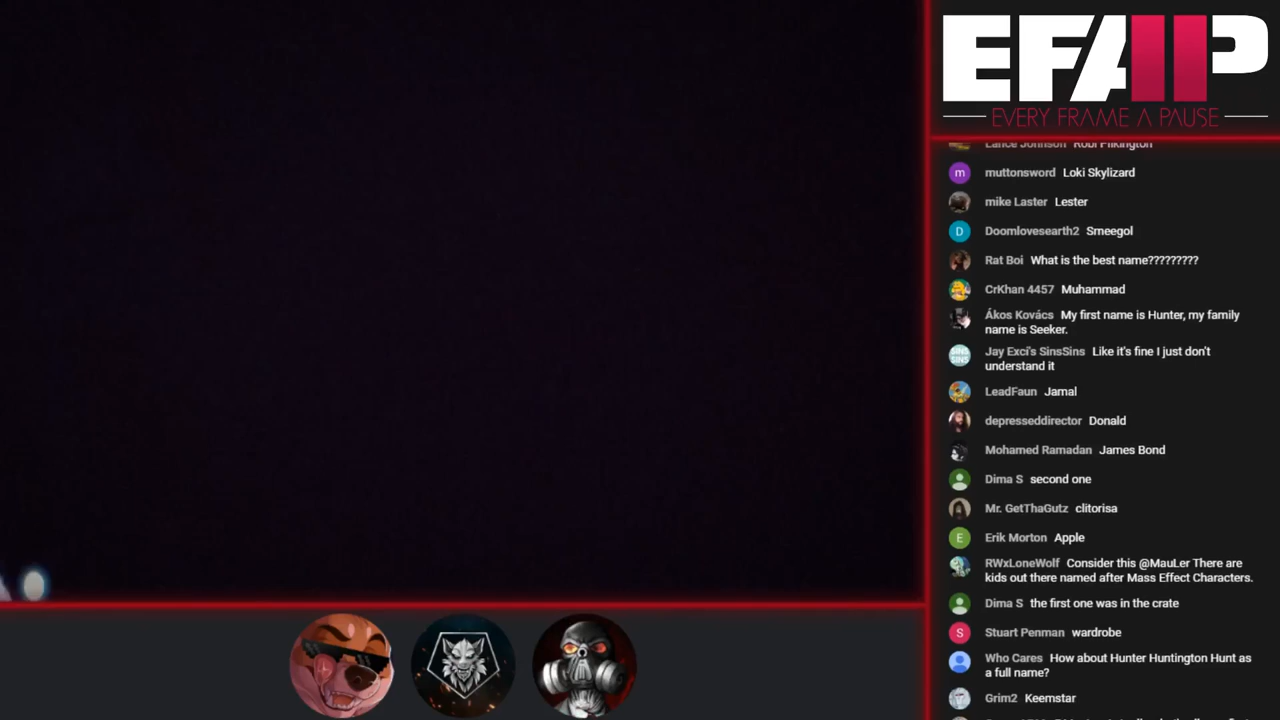 EFAP
EVERY FRAME A PAUSE
Lance Johnson Robi Pilkington
muttonsword Loki Skylizard
mike Laster Lester
Doomlovesearth2 Smeegol
Rat Boi What is the best name?????????
CrKhan 4457 Muhammad
Ákos Kovács My first name is Hunter, my family
name is Seeker.
Jay Exci's SinsSins Like it's fine I just don't
understand it
LeadFaun Jamal
depresseddirector Donald
Mohamed Ramadan James Bond
Dima S second one
Mr. GetThaGutz clitorisa
Erik Morton Apple
RWxLoneWolf Consider this @MauLer There are
kids out there named after Mass Effect Characters.
Dima S the first one was in the crate
Stuart Penman wardrobe
Who Cares How about Hunter Huntington Hunt as
a full name?
Grim2 Keemstar